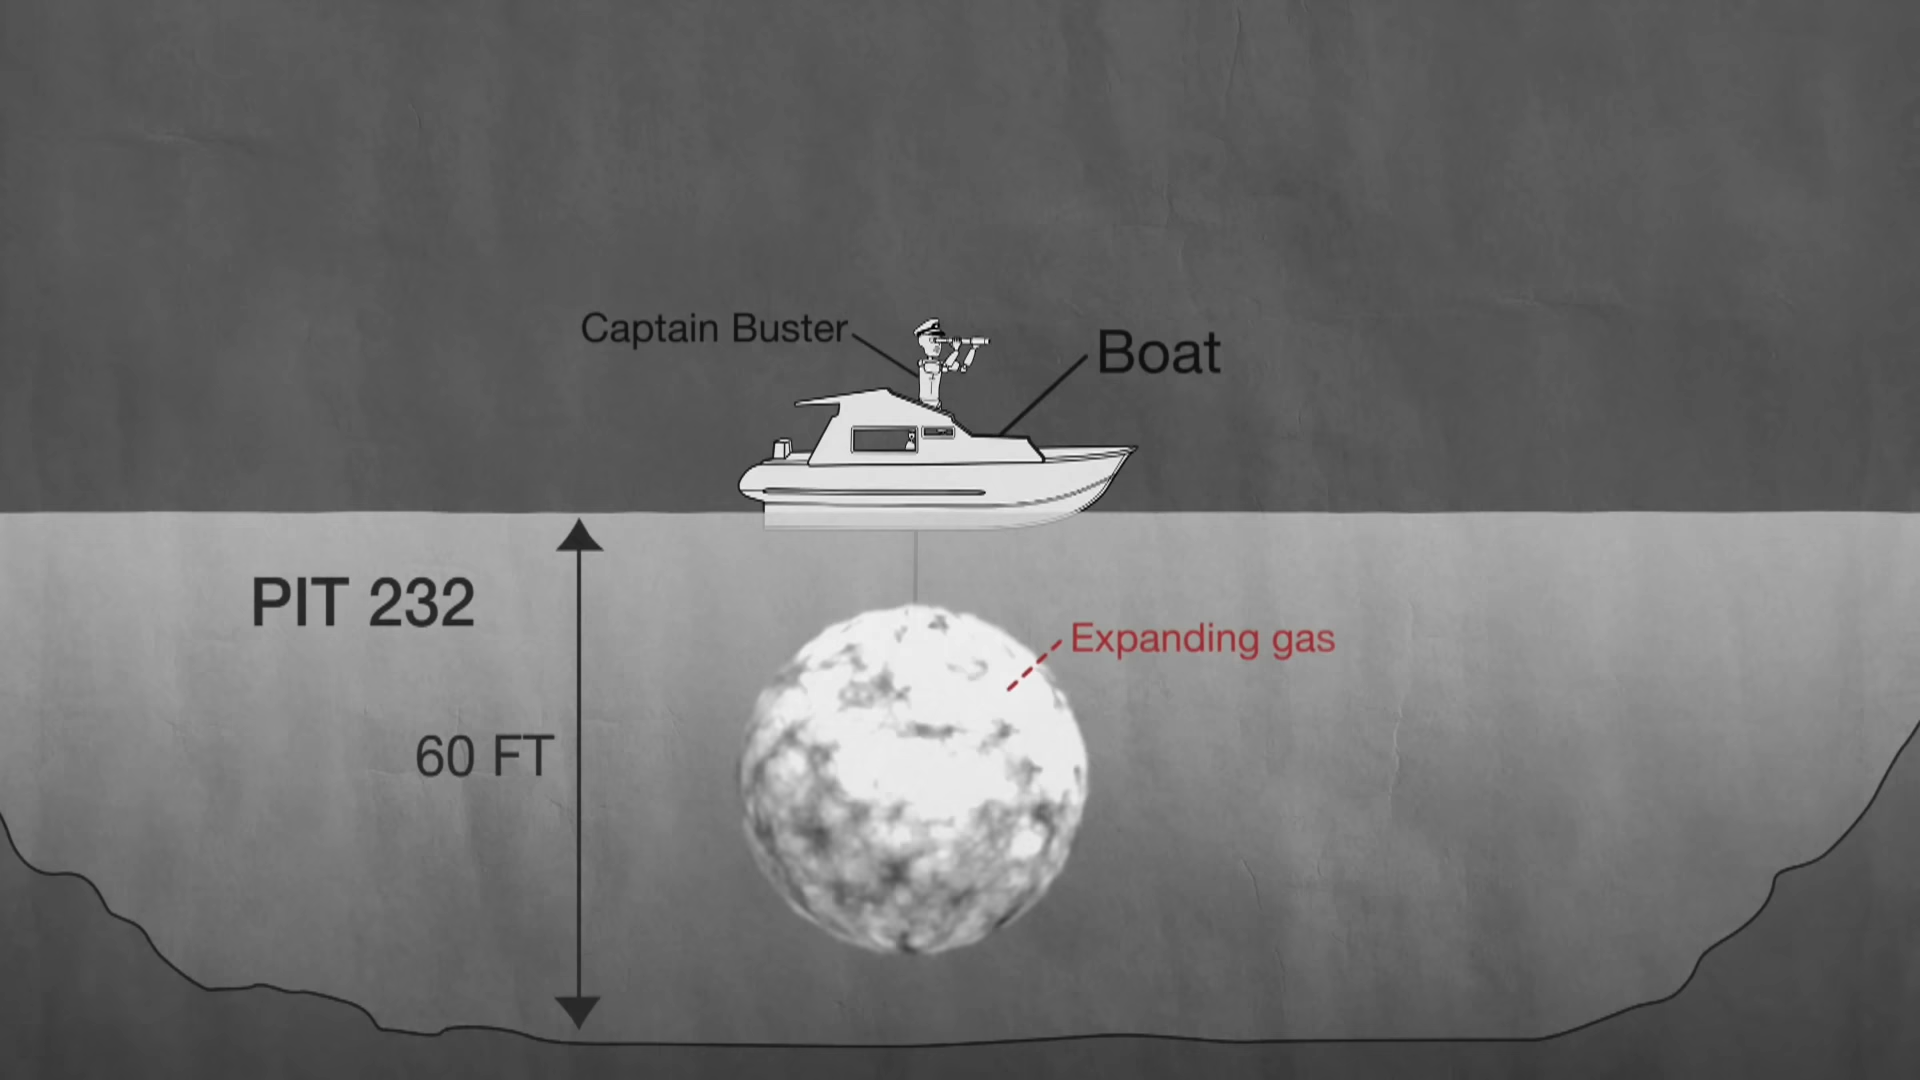 Captain Buster
Boat
PIT 232
Expanding gas
60 FT